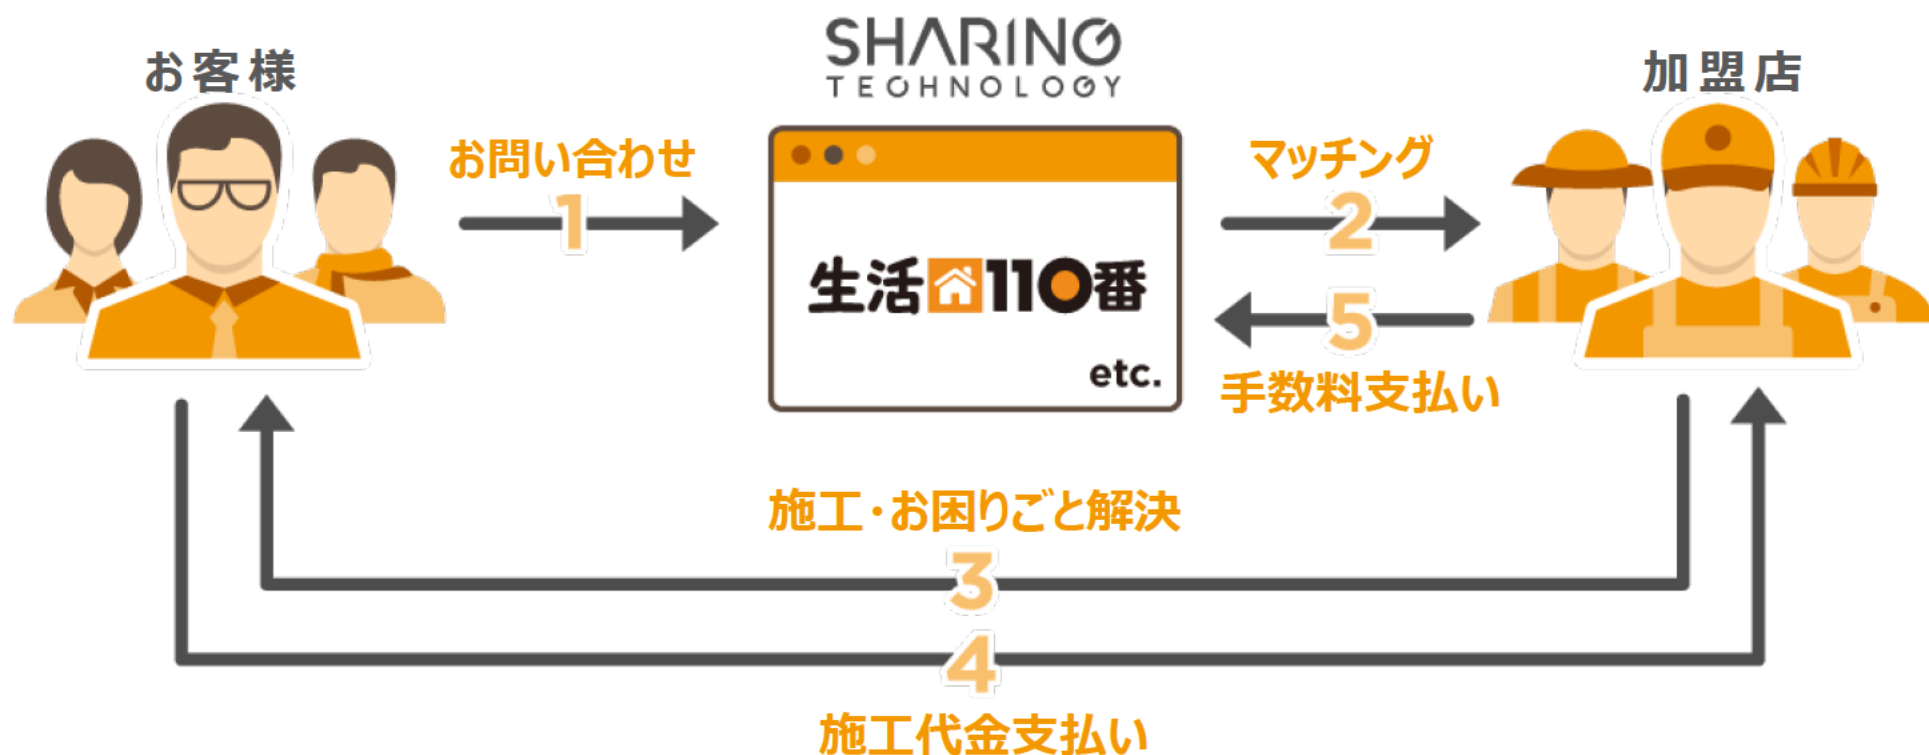 SHARING
TECHNOLOGY
お客様
加盟店
お問い合わせ
1
マッチング
2
生活110番
etc.
5
手数料支払い
施工・お困りごと解決
3
4
施工代金支払い